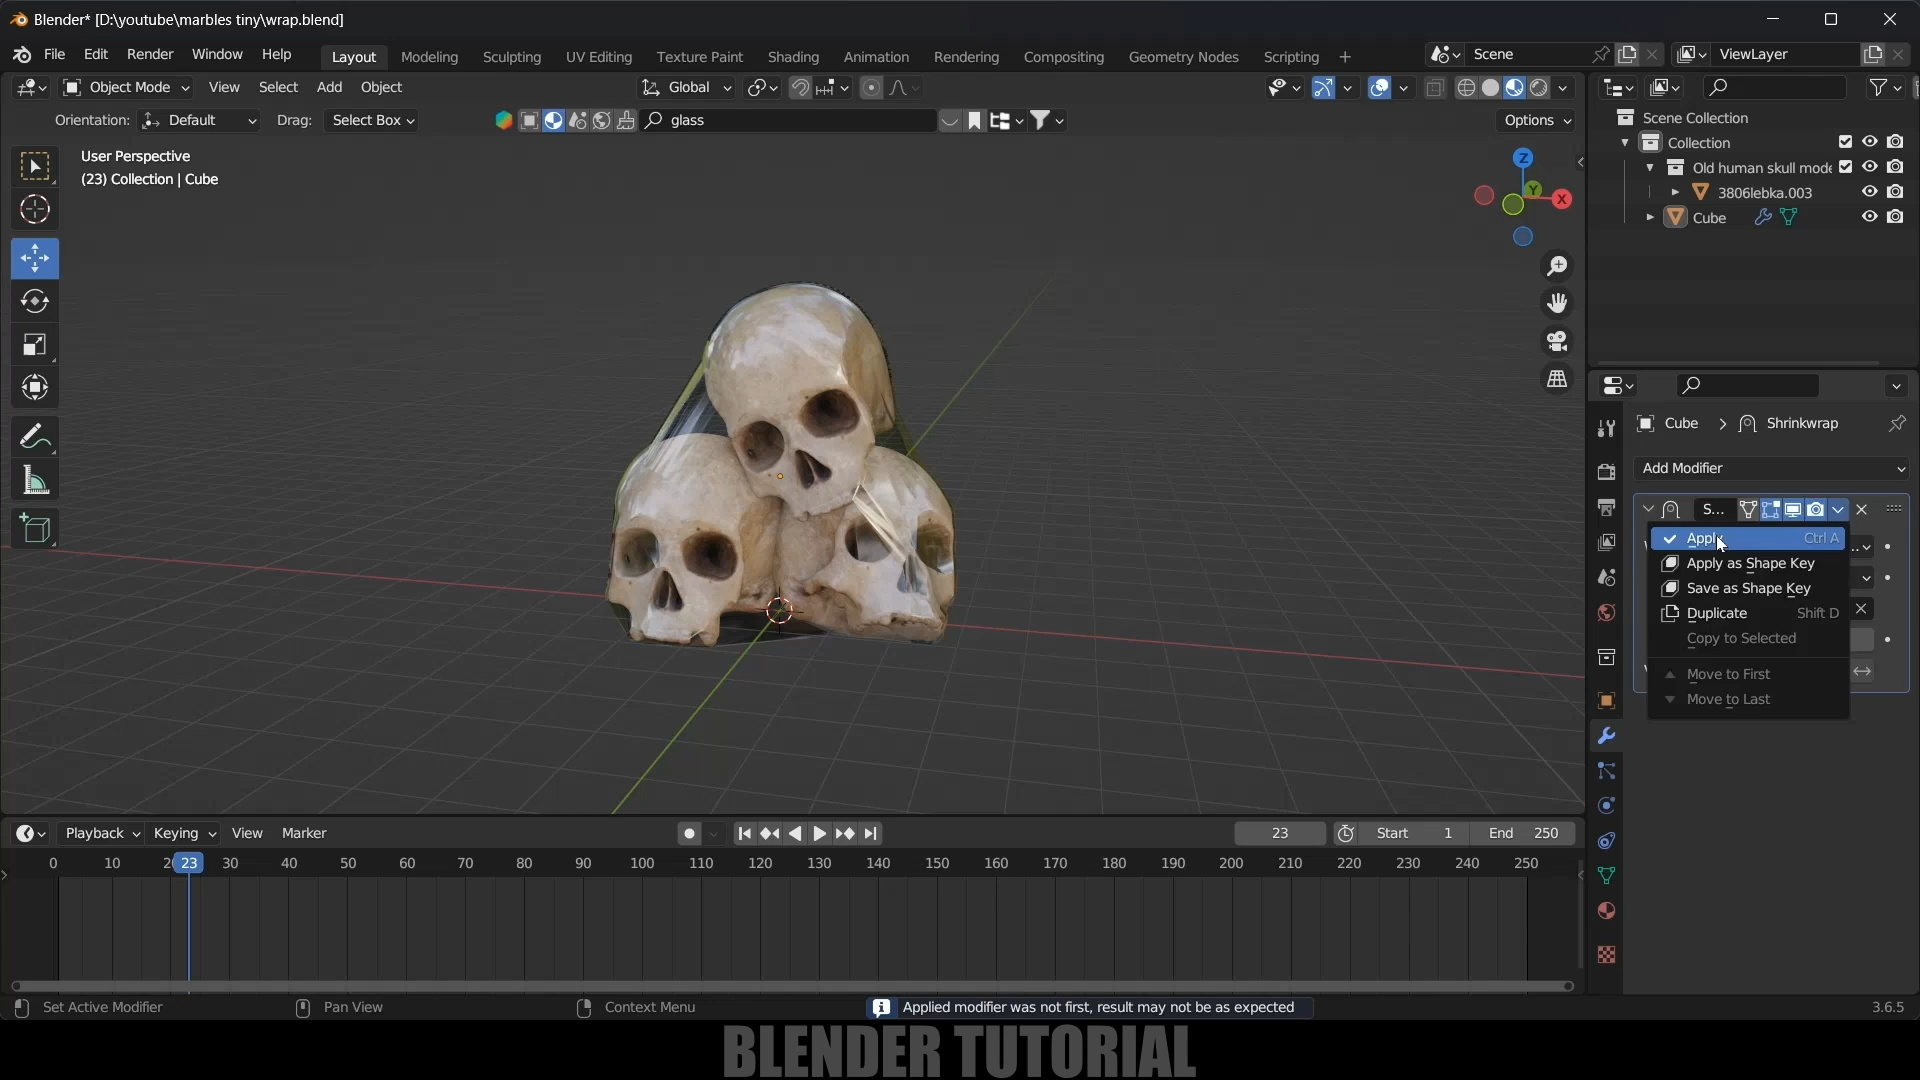 Blender* [D:\youtube\marbles tiny\wrap.blend]
File Edit Render Window Help Layout Modeling Sculpting UV Editing Texture Paint Shading Animation Rendering Compositing Geometry Nodes Scripting + Scene ViewLayer
Object Mode View Select Add Object Global
Orientation: Default Drag: Select Box glass Options
User Perspective
(23) Collection | Cube
Z
Y
X
Scene Collection
Collection
Old human skull mode
3806lebka.003
Cube
Cube > Shrinkwrap
Add Modifier
S...
Apply Ctrl A
Apply as Shape Key
Save as Shape Key
Duplicate Shift D
Copy to Selected
Move to First
Move to Last
Playback Keying View Marker 23 Start 1 End 250
0 10 20 23 30 40 50 60 70 80 90 100 110 120 130 140 150 160 170 180 190 200 210 220 230 240 250
Set Active Modifier Pan View Context Menu Applied modifier was not first, result may not be as expected 3.6.5
BLENDER TUTORIAL